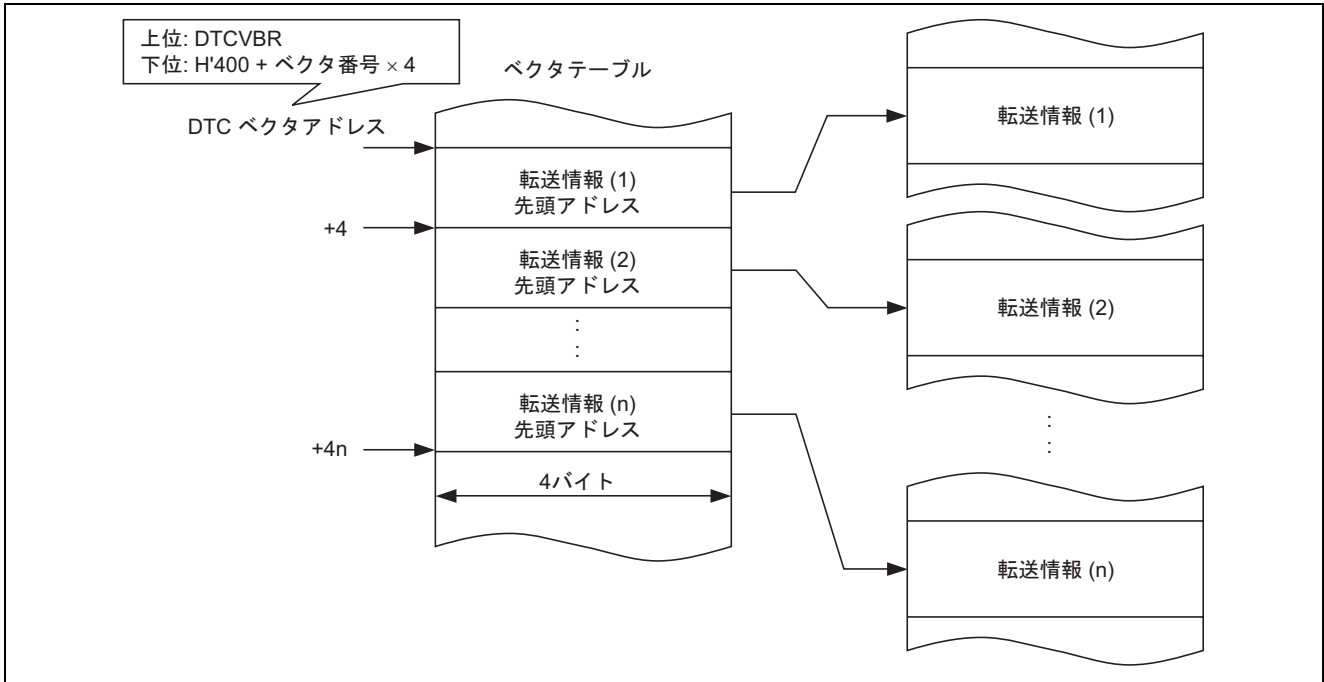 上位: DTCVBR
下位: H'400 + ベクタ番号 × 4
ベクタテーブル
DTC ベクタアドレス
転送情報 (1)
先頭アドレス
+4
転送情報 (2)
先頭アドレス
:
:
転送情報 (n)
先頭アドレス
+4n
4バイト
転送情報 (1)
転送情報 (2)
:
:
転送情報 (n)